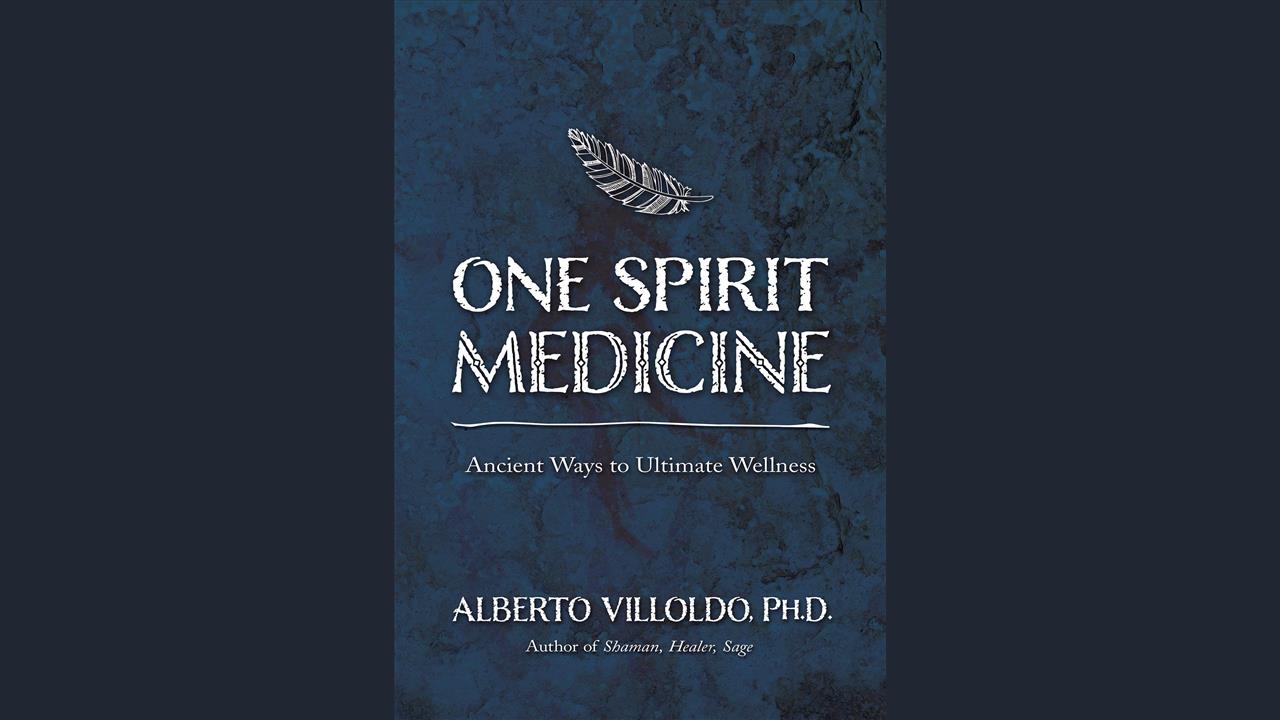 ONE SPIRIT
MEDICINE
Ancient Ways to Ultimate Wellness
ALBERTO VILLOLDO, PH.D.
Author of Shaman, Healer, Sage